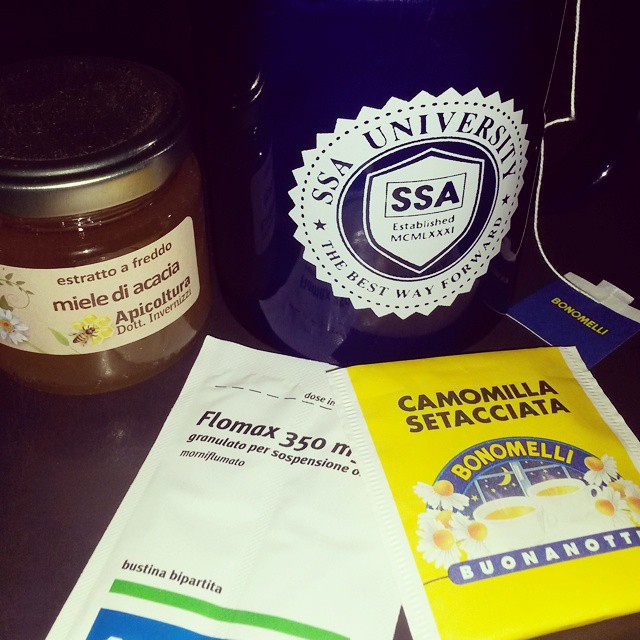 estratto a freddo
miele di acacia
Apicoltura
Dott. Invernizzi
SSA UNIVERSITY
SSA
Established
MCMLXXXI
THE BEST WAY FORWARD
BONOMELLI
dose in
Flomax 350 m
granulato per sospensione o
morniflumato
bustina bipartita
CAMOMILLA
SETACCIATA
BONOMELLI
BUONANOTT